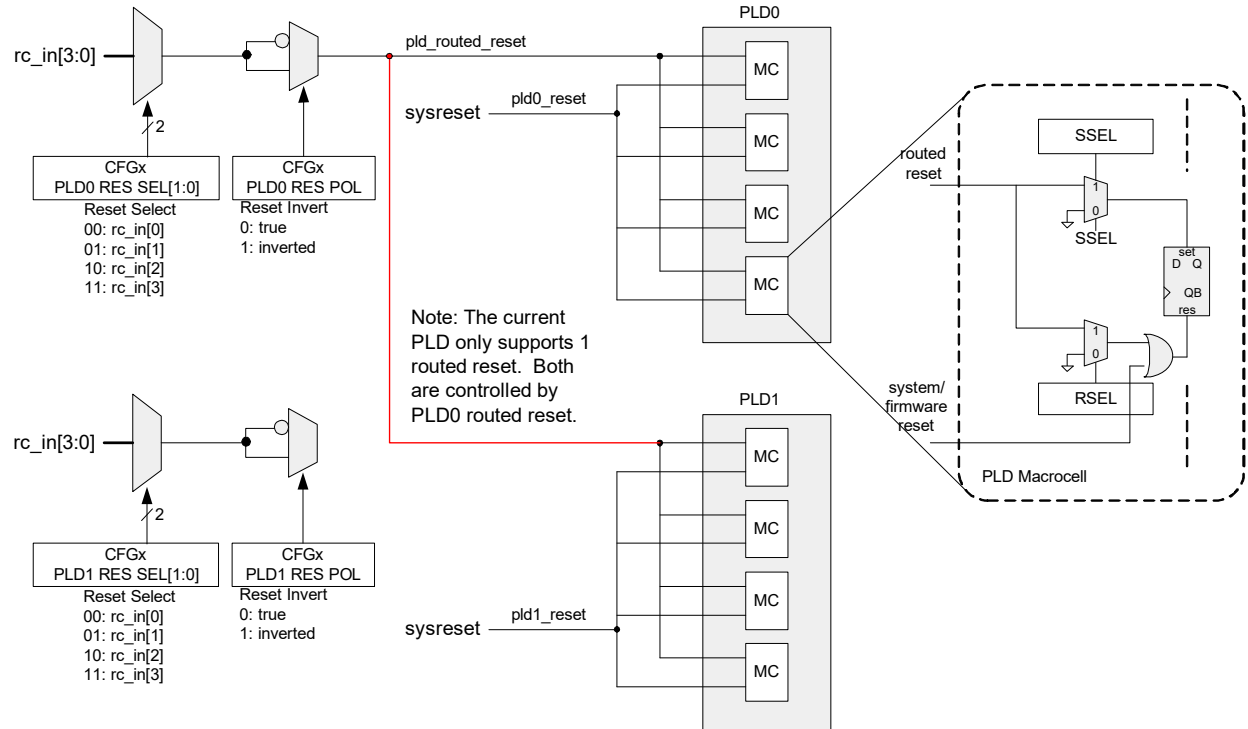 PLD0
rc_in[3:0]
pld_routed_reset
MC
sysreset
pld0_reset
MC
MC
MC
2
CFGx
PLD0 RES SEL[1:0]
Reset Select
00: rc_in[0]
01: rc_in[1]
10: rc_in[2]
11: rc_in[3]
CFGx
PLD0 RES POL
Reset Invert
0: true
1: inverted
Note: The current
PLD only supports 1
routed reset. Both
are controlled by
PLD0 routed reset.
routed
reset
SSEL
1
0
SSEL
set
D Q
QB
res
1
0
RSEL
system/
firmware
reset
PLD Macrocell
PLD1
rc_in[3:0]
MC
MC
MC
MC
2
CFGx
PLD1 RES SEL[1:0]
Reset Select
00: rc_in[0]
01: rc_in[1]
10: rc_in[2]
11: rc_in[3]
CFGx
PLD1 RES POL
Reset Invert
0: true
1: inverted
sysreset
pld1_reset